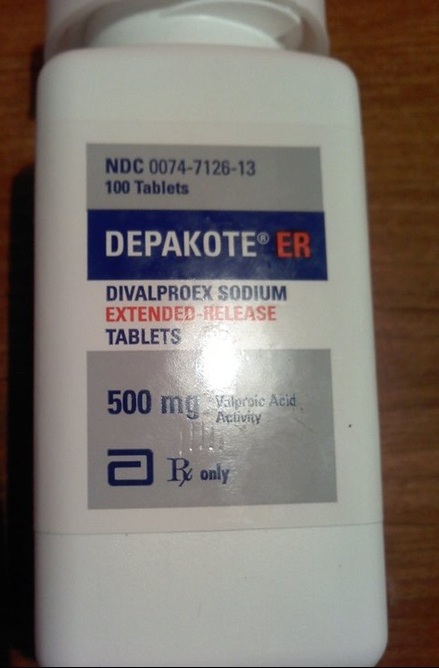 NDC 0074-7126-13
100 Tablets
DEPAKOTE® ER
DIVALPROEX SODIUM
EXTENDED-RELEASE
TABLETS
500 mg Valproic Acid
Activity
℞ only